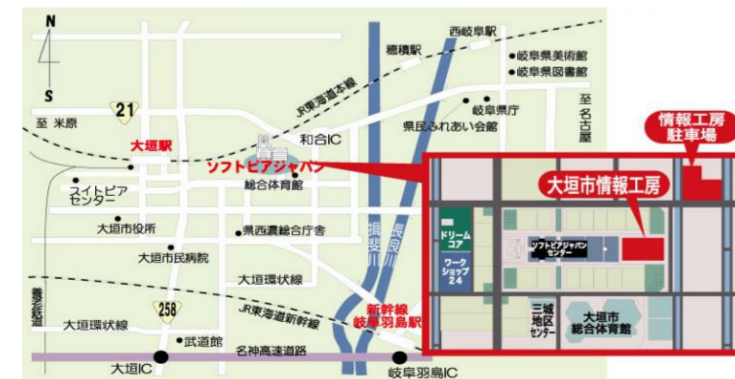 N
S
21
至 米原
大垣駅
スイトピア
センター
大垣市役所
大垣市民病院
養老鉄道
258
大垣環状線
武道館
大垣IC
JR東海道本線
和合IC
ソフトピアジャパン
総合体育館
県西濃総合庁舎
大垣環状線
JR東海道新幹線
名神高速道路
穂積駅
西岐阜駅
岐阜県美術館
岐阜県図書館
岐阜県庁
県民ふれあい会館
至 名古屋
揖斐川
長良川
新幹線
岐阜羽島駅
岐阜羽島IC
情報工房
駐車場
大垣市情報工房
ドリーム
コア
ワーク
ショップ
24
ソフトピアジャパン
センター
三城
地区
センター
大垣市
総合体育館